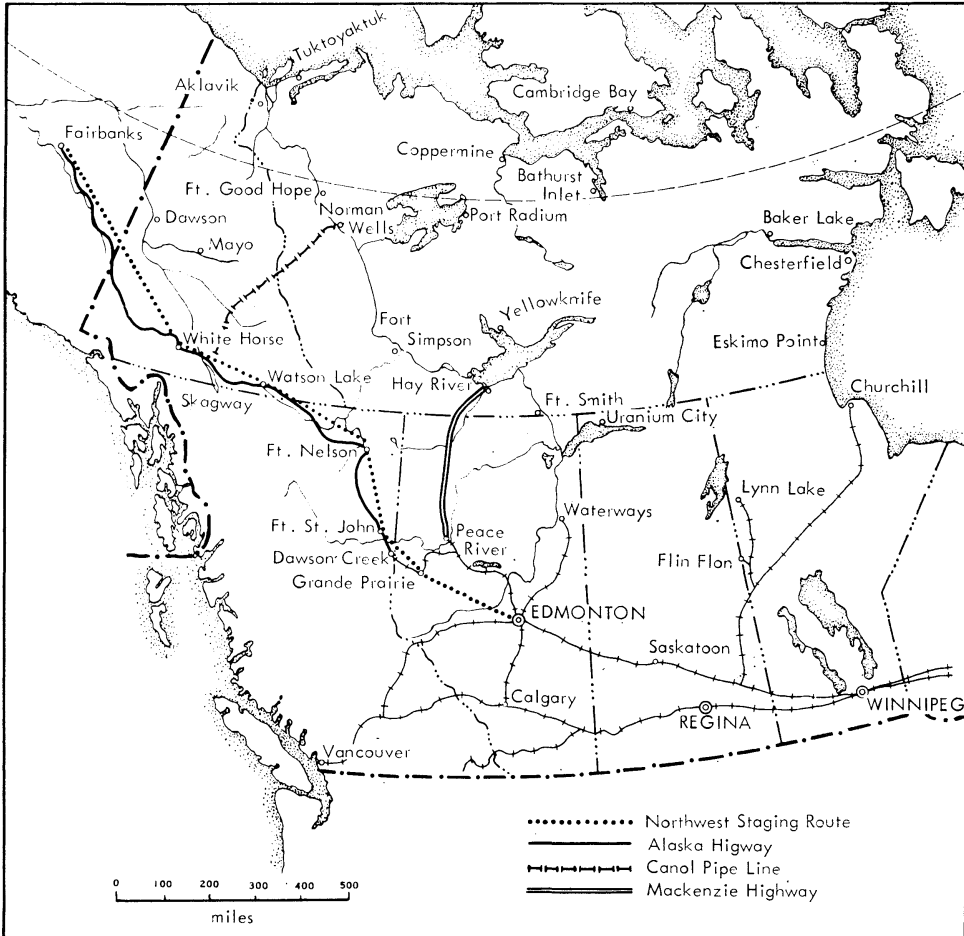 Tuktoyaktuk
Aklavik
Cambridge Bay
Fairbanks
Coppermine
Bathurst
Inlet
Ft. Good Hope
Norman
Wells
Port Radium
Dawson
Baker Lake
Mayo
Chesterfield
Yellowknife
Fort
Simpson
White Horse
Eskimo Point
Watson Lake
Hay River
Skagway
Churchill
Ft. Smith
Uranium City
Ft. Nelson
Lynn Lake
Waterways
Ft. St. John
Peace
River
Dawson Creek
Flin Flon
Grande Prairie
EDMONTON
Saskatoon
Calgary
WINNIPEG
REGINA
Vancouver
Northwest Staging Route
Alaska Higway
Canol Pipe Line
Mackenzie Highway
0 100 200 300 500
miles